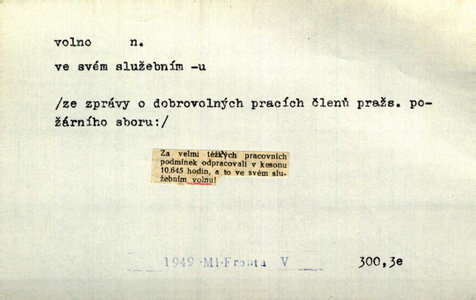 volno n.
ve svém služebním -u
/ze zprávy o dobrovolných pracích členů pražs. po-
žárního sboru:/
Za velmi těžkých pracovních
podmínek odpracovali v kesonu
10.645 hodin, a to ve svém slu-
žebním volnu!
1949 Ml·Fronta V 300,3e